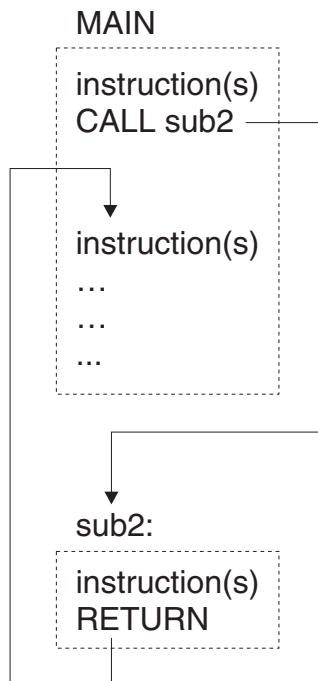 MAIN
instruction(s)
CALL sub2
instruction(s)
…
…
...
sub2:
instruction(s)
RETURN